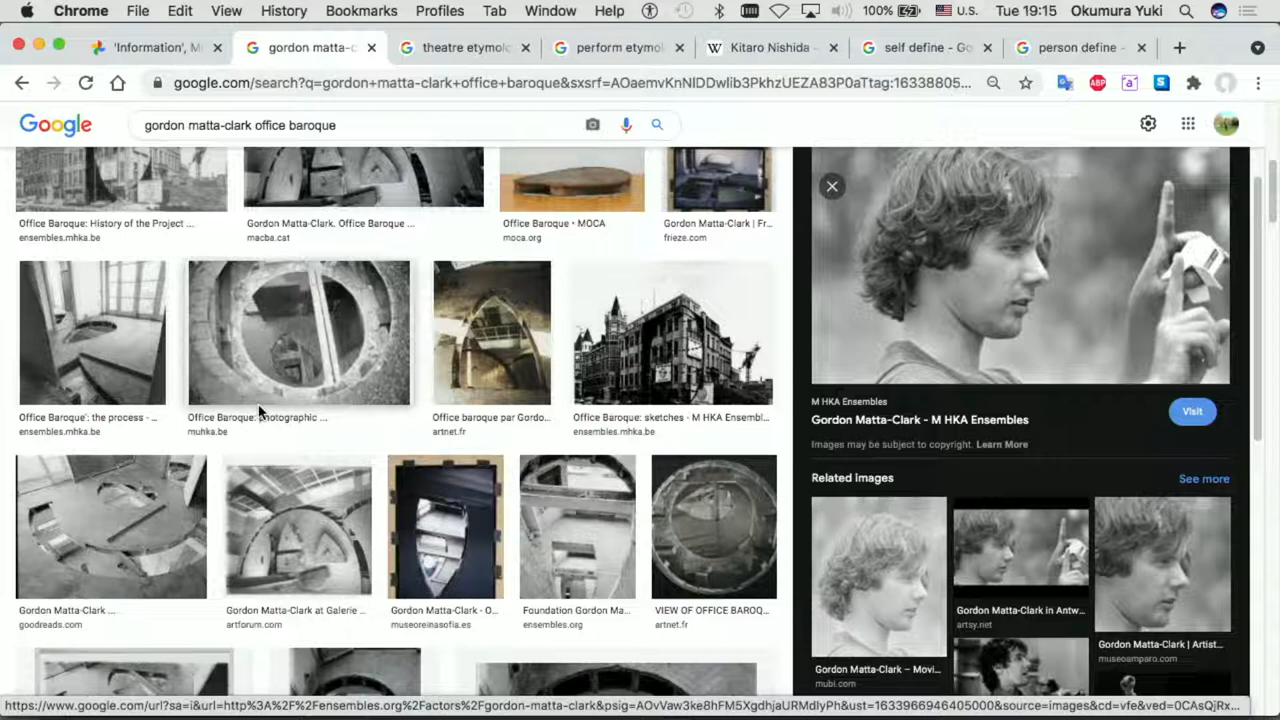 Chrome File Edit View History Bookmarks Profiles Tab Window Help 100% U.S. Tue 19:15 Okumura Yuki
'Information', M
gordon matta-c
theatre etymolo
perform etymo
Kitaro Nishida -
self define - Go
person define -
google.com/search?q=gordon+matta-clark+office+baroque&sxsrf=AOaemvKnNlDDwlib3PkhzUEZA83P0aTtag:16338805...
Google
gordon matta-clark office baroque
Office Baroque: History of the Project ...
ensembles.mhka.be
Gordon Matta-Clark. Office Baroque ...
macba.cat
Office Baroque • MOCA
moca.org
Gordon Matta-Clark | Fr...
frieze.com
Office Baroque': the process - ...
ensembles.mhka.be
Office Baroque: photographic ...
muhka.be
Office baroque par Gordo...
artnet.fr
Office Baroque: sketches - M HKA Ensembl...
ensembles.mhka.be
Gordon Matta-Clark ...
goodreads.com
Gordon Matta-Clark at Galerie ...
artforum.com
Gordon Matta-Clark - O...
museoreinasofia.es
Foundation Gordon Ma...
ensembles.org
VIEW OF OFFICE BAROQ...
artnet.fr
M HKA Ensembles
Gordon Matta-Clark - M HKA Ensembles
Visit
Images may be subject to copyright. Learn More
Related Images
See more
Gordon Matta-Clark – Movi...
mubi.com
Gordon Matta-Clark in Antw...
artsy.net
Gordon Matta-Clark | Artist...
museoamparo.com
https://www.google.com/url?sa=i&url=http%3A%2F%2Fensembles.org%2Factors%2Fgordon-matta-clark&psig=AOvVaw3ke8hFM5XgdhjaURMdIyPh&ust=1633966946405000&source=images&cd=vfe&ved=0CAsQjRx...